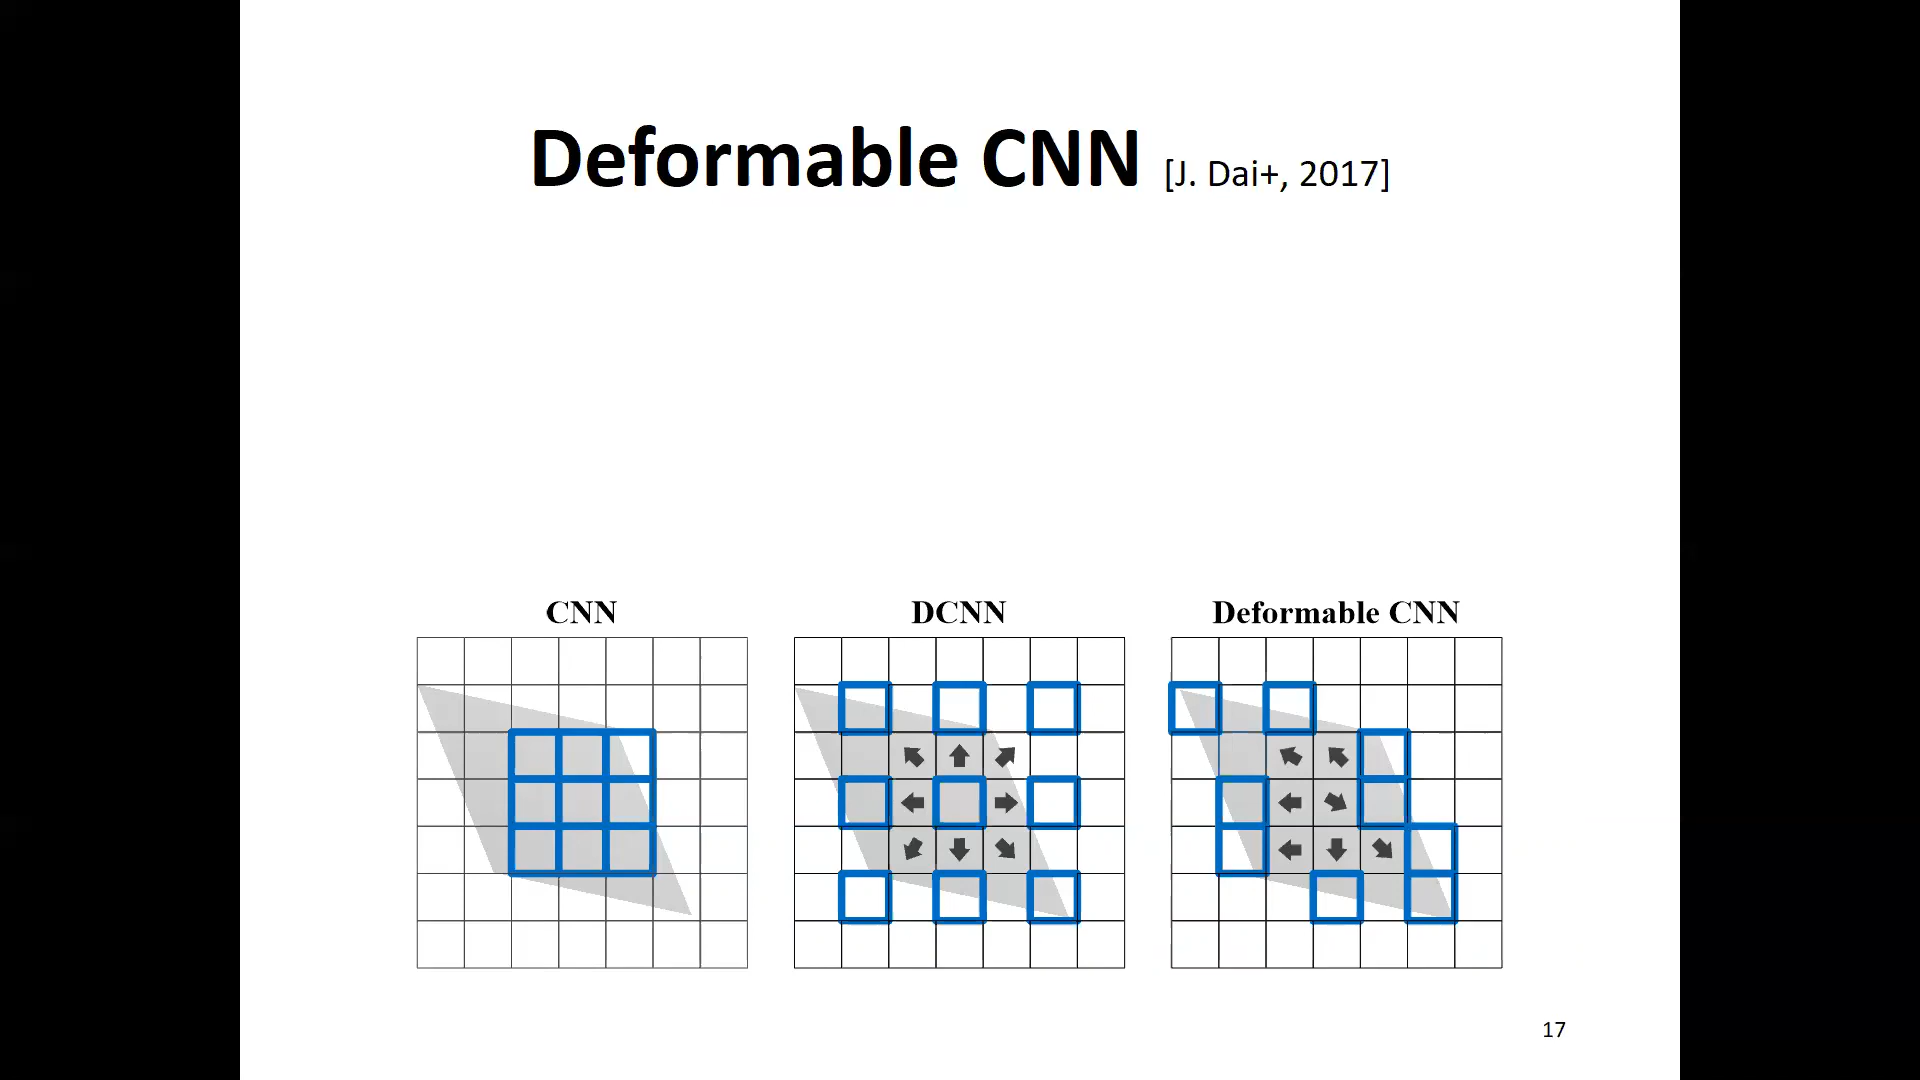 Deformable CNN [J. Dai+, 2017]
CNN
DCNN
Deformable CNN
17